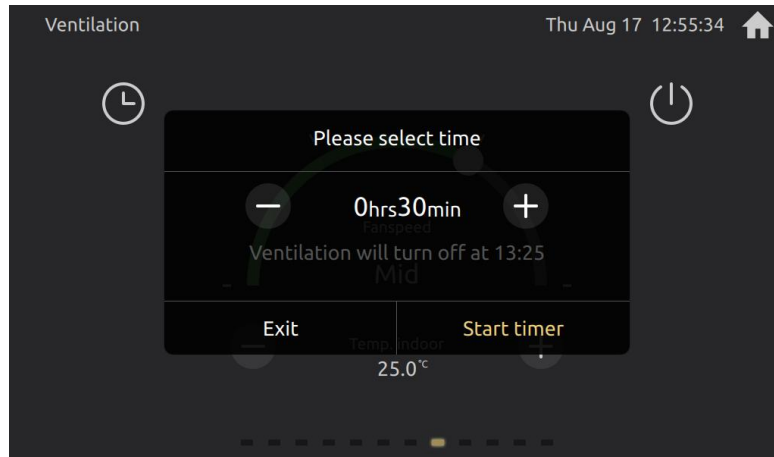 Ventilation
Thu Aug 17 12:55:34
Please select time
0hrs30min
Fanspeed
Ventilation will turn off at 13:25
Mid
Exit
Start timer
Temp. indoor
25.0°C